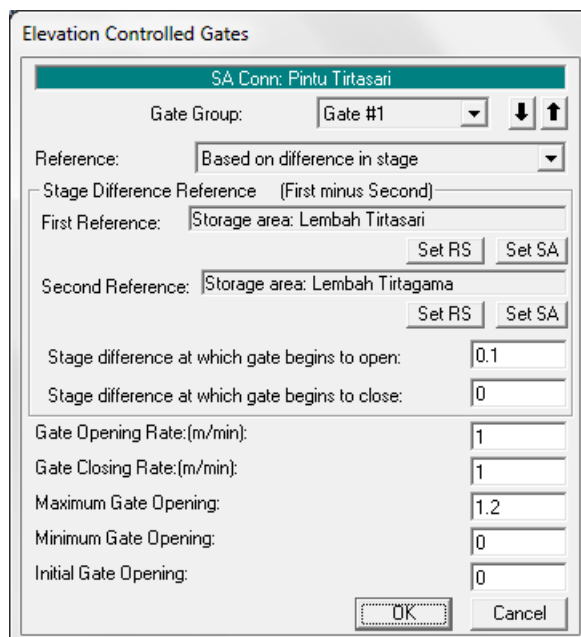 Elevation Controlled Gates
SA Conn: Pintu Tirtasari
Gate Group: Gate #1
Reference: Based on difference in stage
Stage Difference Reference (First minus Second)
First Reference: Storage area: Lembah Tirtasari
Set RS Set SA
Second Reference: Storage area: Lembah Tirtagama
Set RS Set SA
Stage difference at which gate begins to open: 0.1
Stage difference at which gate begins to close: 0
Gate Opening Rate:(m/min): 1
Gate Closing Rate:(m/min): 1
Maximum Gate Opening: 1.2
Minimum Gate Opening: 0
Initial Gate Opening: 0
OK Cancel